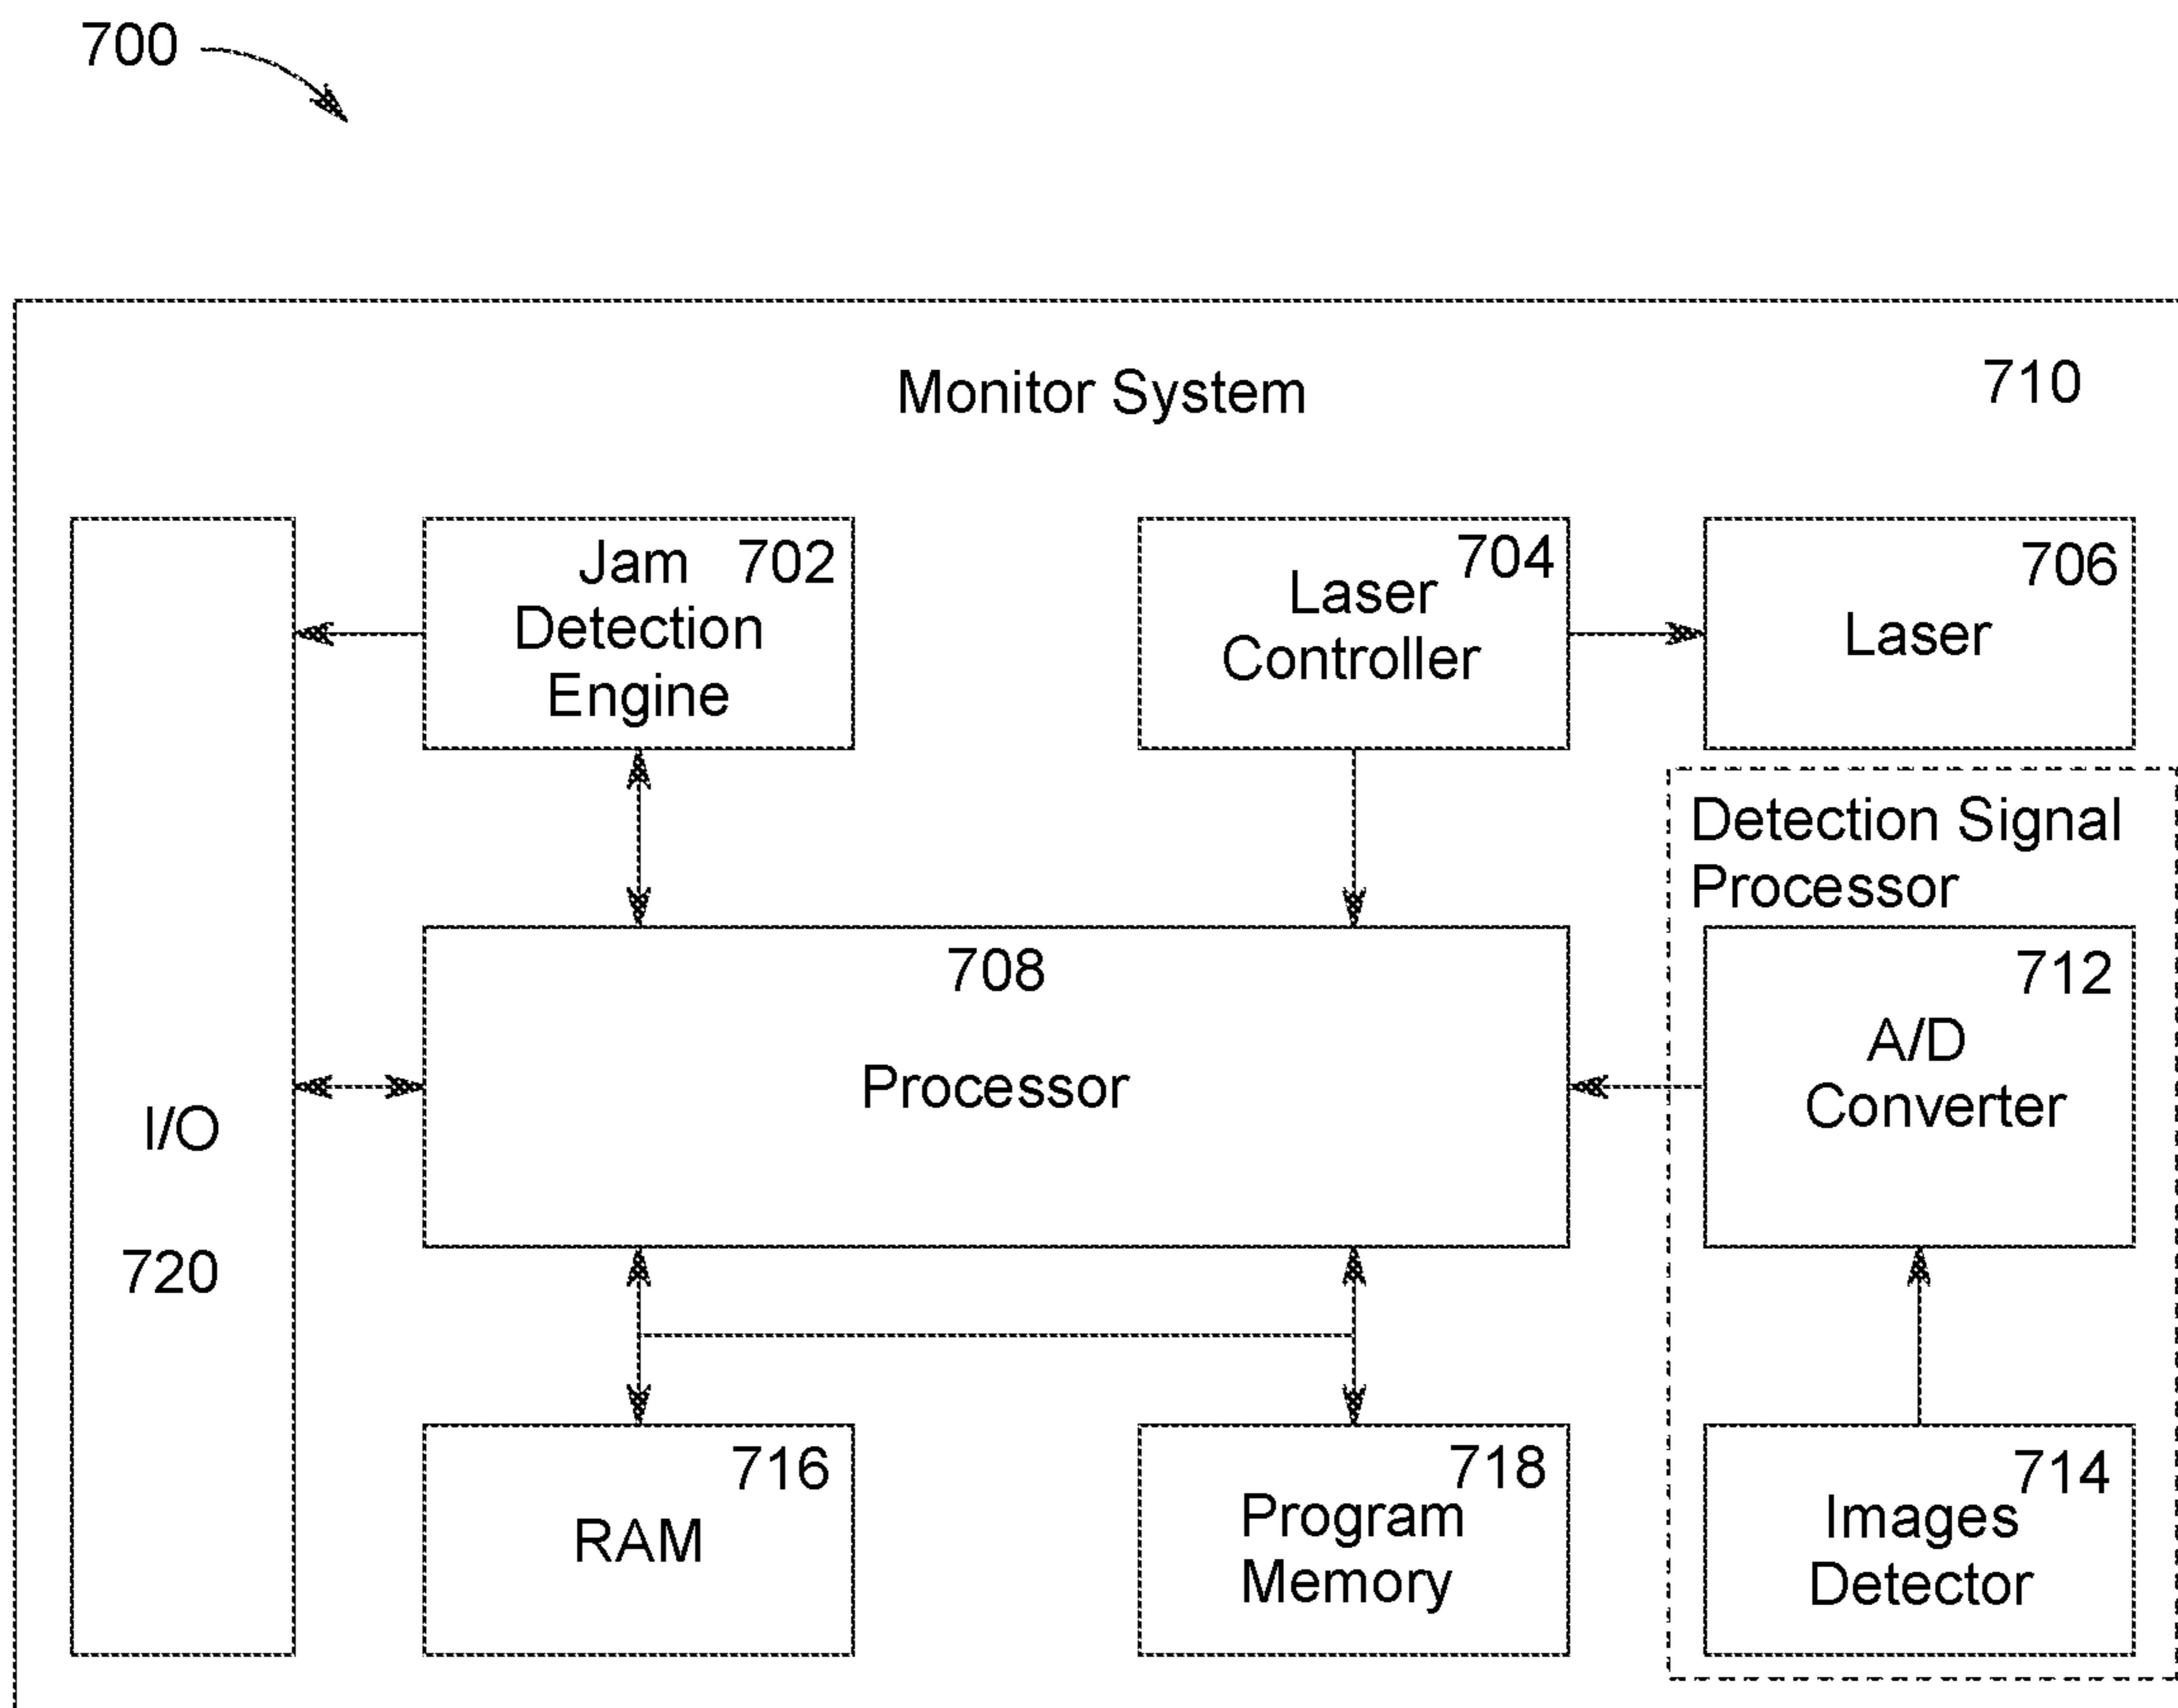 700
Monitor System
710
Jam
702
Detection
Engine
704
Laser
Controller
706
Laser
Detection Signal
Processor
708
Processor
712
A/D
Converter
I/O
720
716
RAM
718
Program
Memory
714
Images
Detector